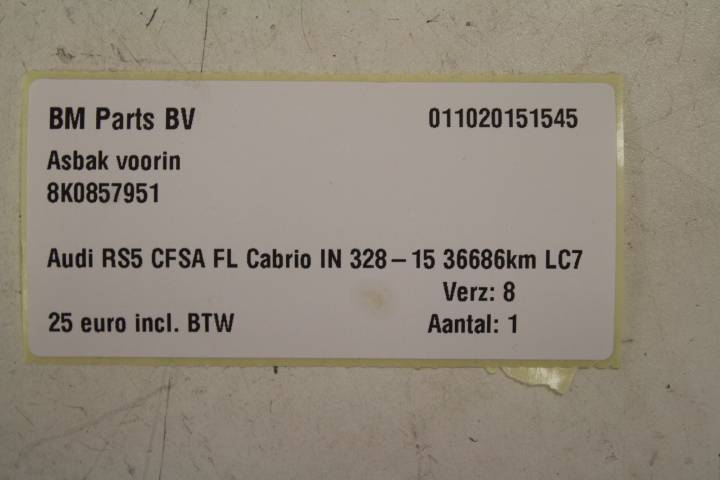 BM Parts BV 011020151545
Asbak voorin
8K0857951
Audi RS5 CFSA FL Cabrio IN 328 – 15 36686km LC7
Verz: 8
25 euro incl. BTW Aantal: 1